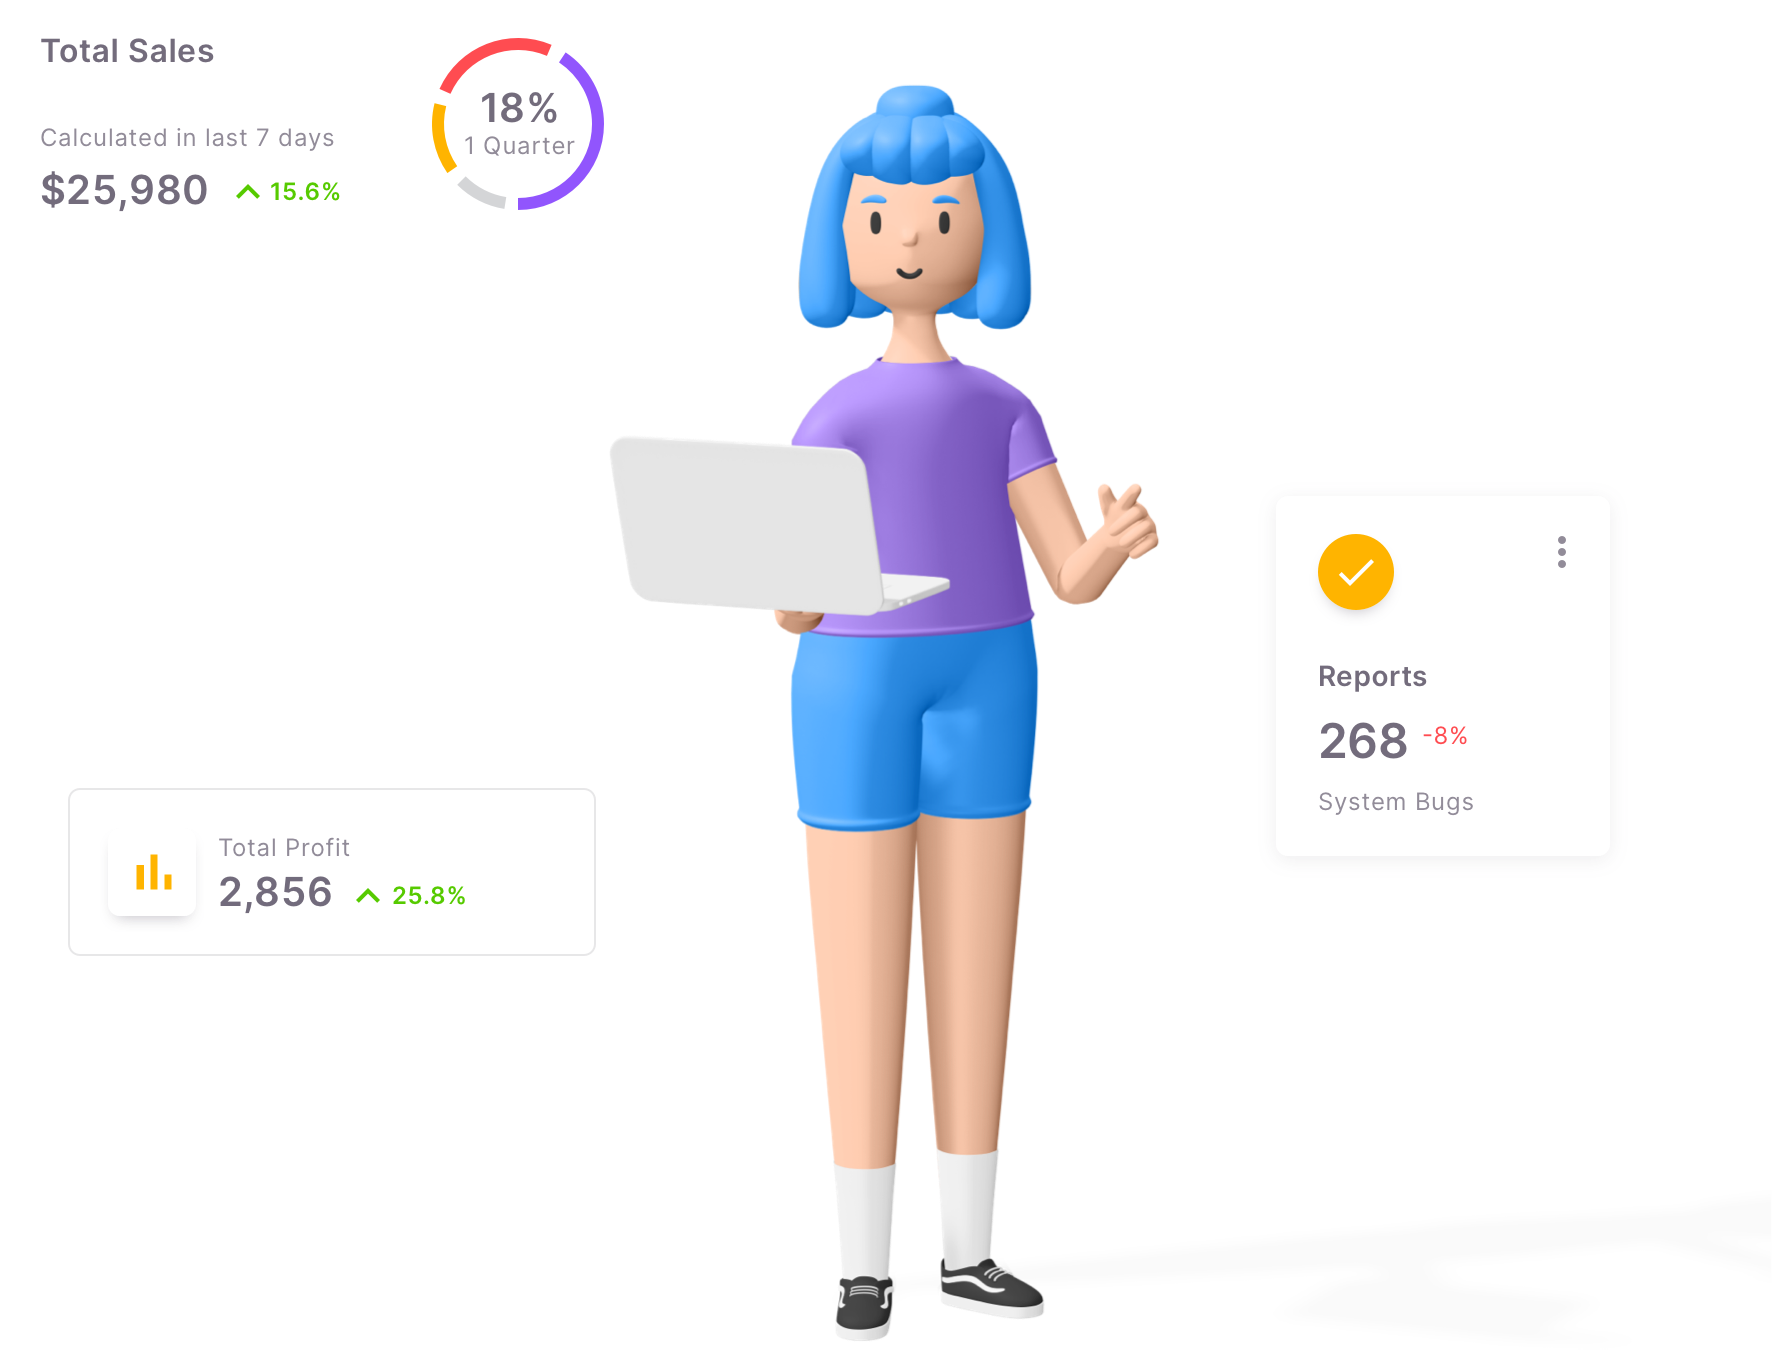 Total Sales
Calculated in last 7 days
$25,980 15.6%
18%
1 Quarter
Reports
268 -8%
System Bugs
Total Profit
2,856 25.8%